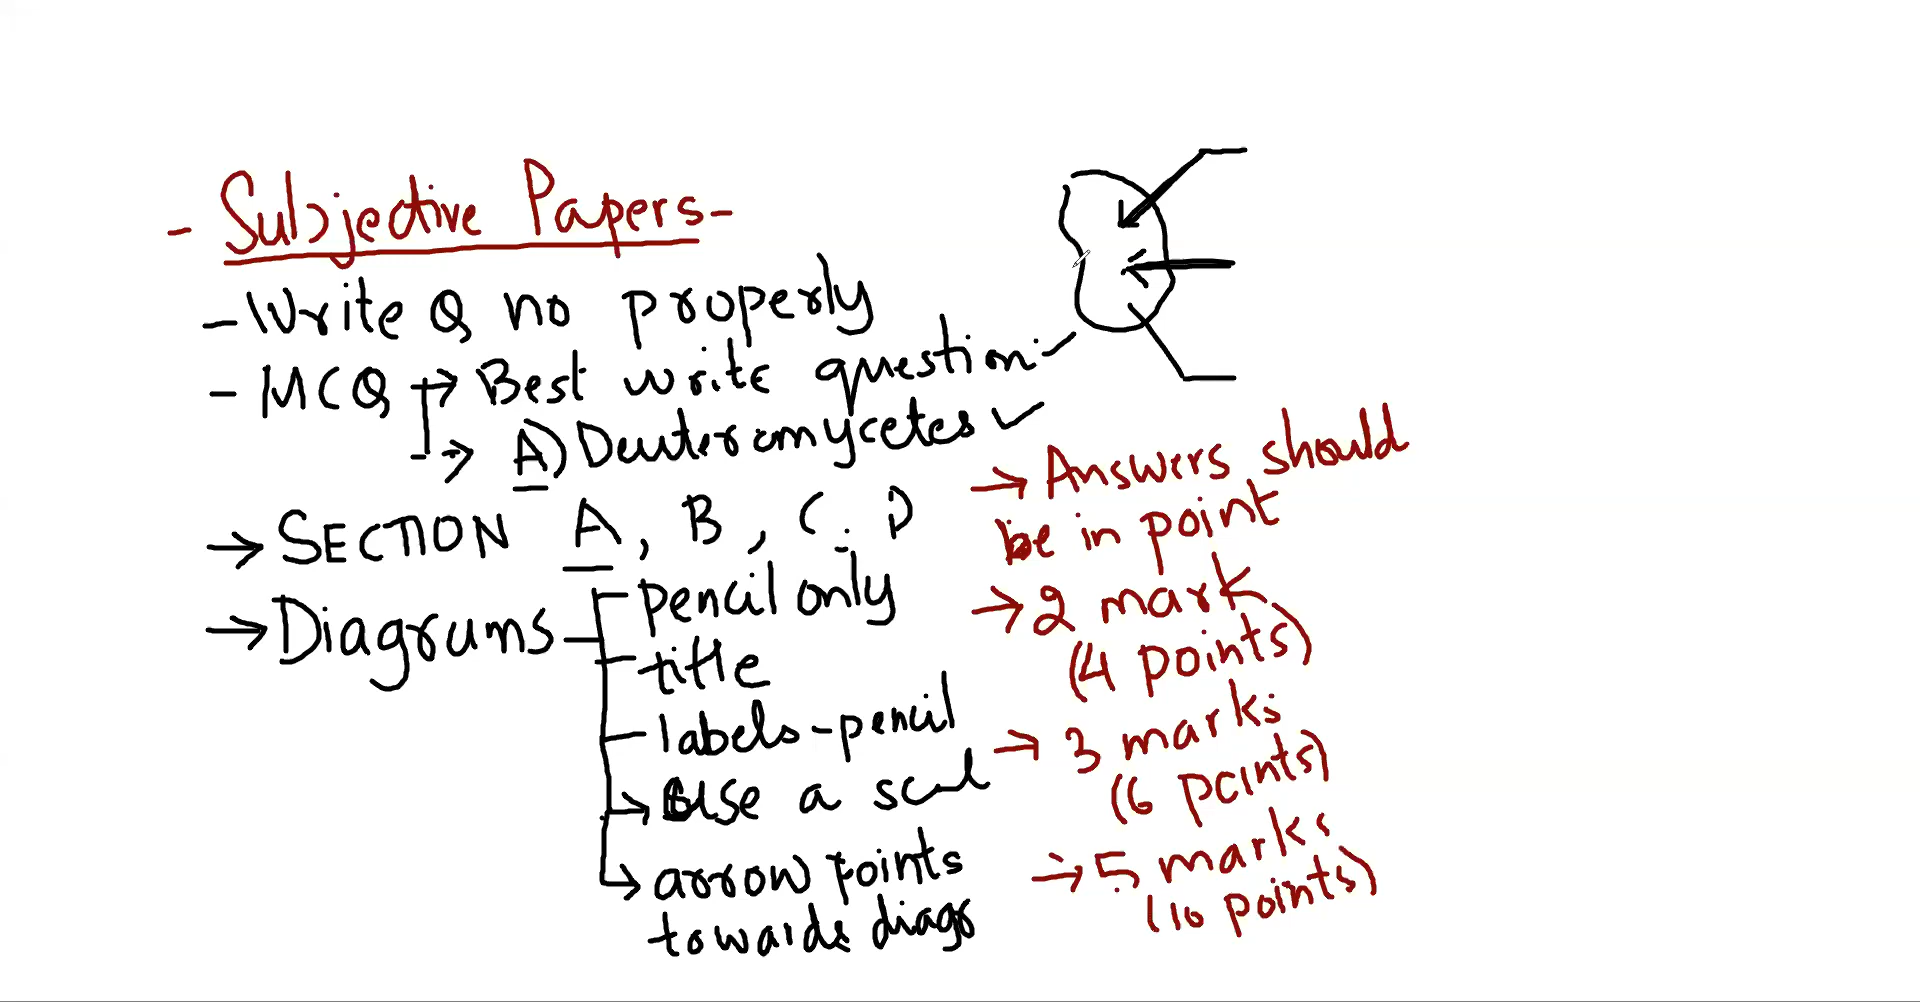 - Subjective Papers -
- Write Q no properly
- MCQ → Best write question
→ A) Deuteromycetes ✓
→ SECTION A, B, C, D
→ Diagrams
pencil only
title
labels - pencil
→ Use a scal
→ arrow points
towards diagr
→ Answers should
be in point
→ 2 mark
(4 points)
→ 3 marks
(6 points)
→ 5 marks
(10 points)